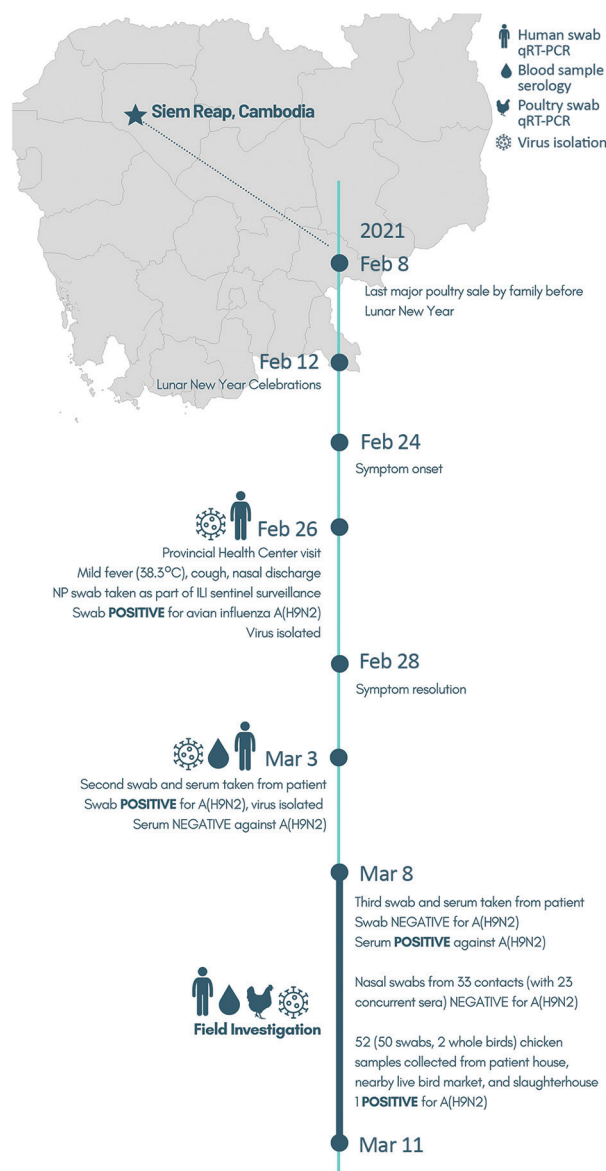 Human swab
qRT-PCR
Blood sample
serology
Poultry swab
qRT-PCR
Virus isolation
Siem Reap, Cambodia
2021
Feb 8
Last major poultry sale by family before
Lunar New Year
Feb 12
Lunar New Year Celebrations
Feb 24
Symptom onset
Feb 26
Provincial Health Center visit
Mild fever (38.3°C), cough, nasal discharge
NP swab taken as part of ILI sentinel surveillance
Swab POSITIVE for avian influenza A(H9N2)
Virus isolated
Feb 28
Symptom resolution
Mar 3
Second swab and serum taken from patient
Swab POSITIVE for A(H9N2), virus isolated
Serum NEGATIVE against A(H9N2)
Mar 8
Third swab and serum taken from patient
Swab NEGATIVE for A(H9N2)
Serum POSITIVE against A(H9N2)
Nasal swabs from 33 contacts (with 23
concurrent sera) NEGATIVE for A(H9N2)
Field Investigation
52 (50 swabs, 2 whole birds) chicken
samples collected from patient house,
nearby live bird market, and slaughterhouse
1 POSITIVE for A(H9N2)
Mar 11